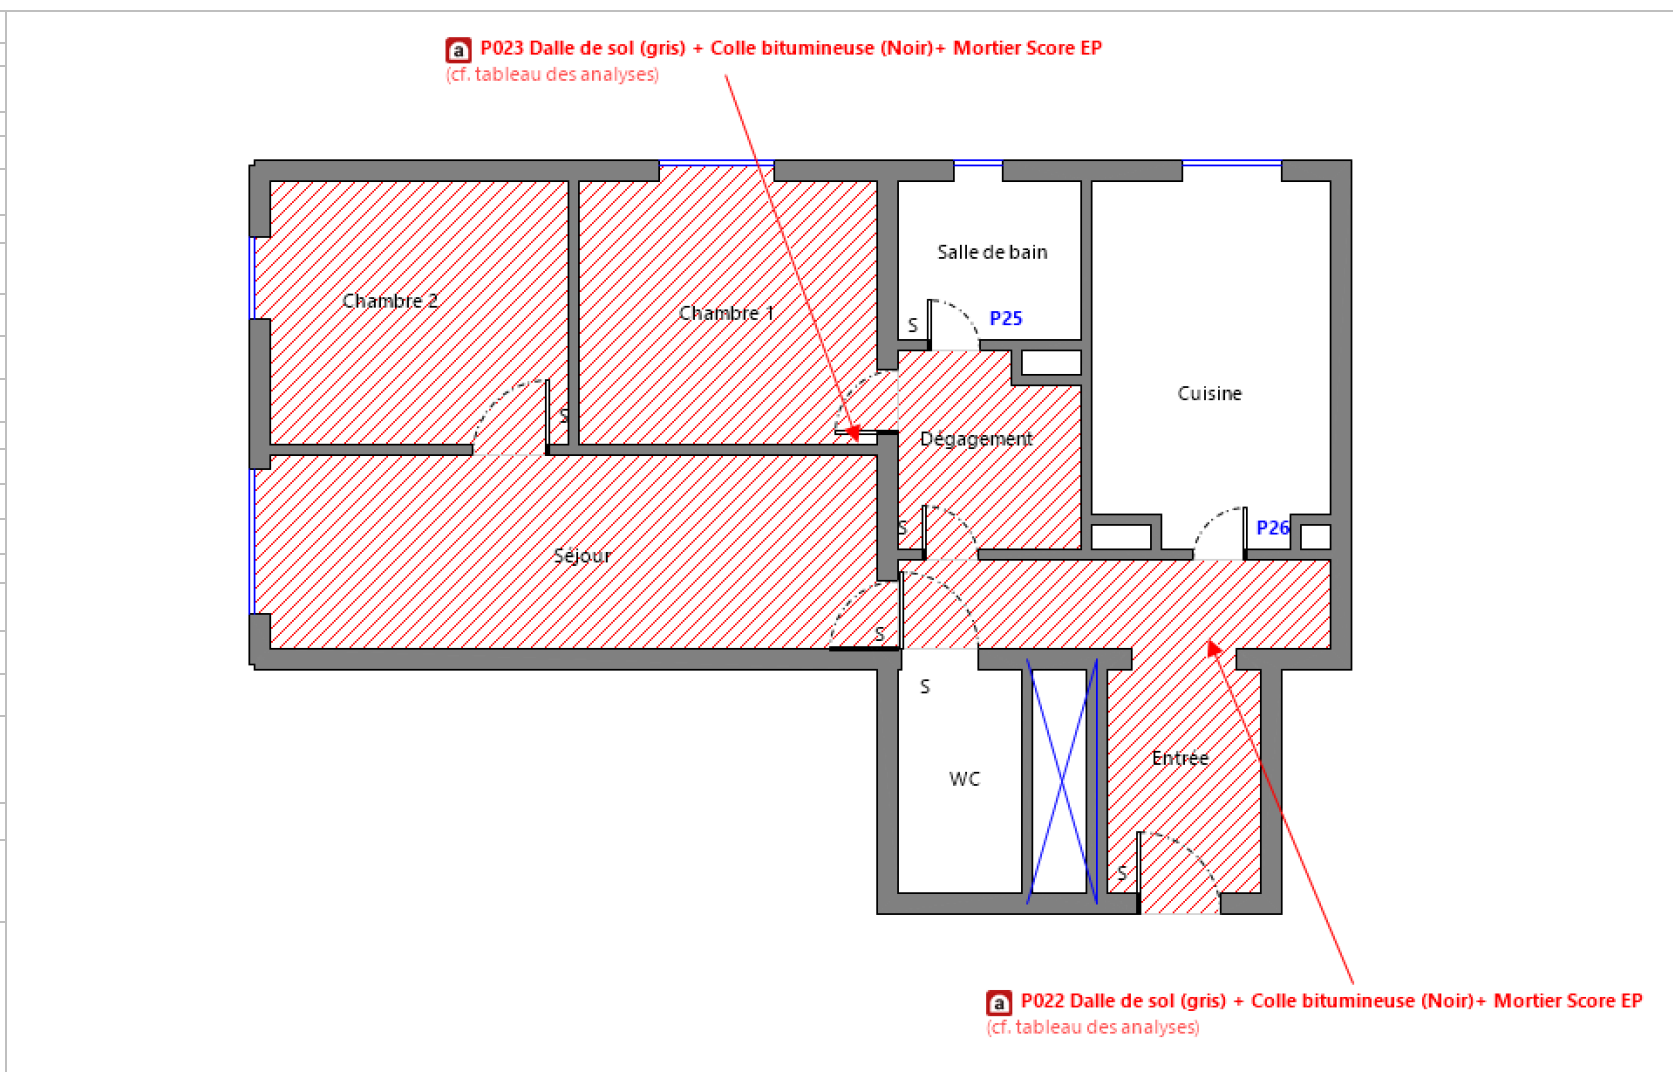 a P023 Dalle de sol (gris) + Colle bitumineuse (Noir)+ Mortier Score EP
(cf. tableau des analyses)
Salle de bain
Chambre 2
Chambre 1
S
P25
Cuisine
S
Dégagement
S
P26
Séjour
S
S
WC
Entrée
S
a P022 Dalle de sol (gris) + Colle bitumineuse (Noir)+ Mortier Score EP
(cf. tableau des analyses)